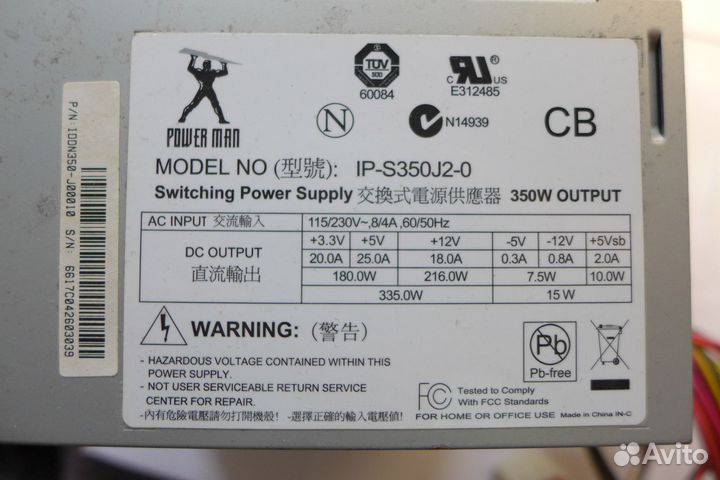 P/N:1DDN350-J00010 S/N: 6617C042603039
POWER MAN
TÜV
SÜD
60084
N
N14939
C US
E312485
CB
MODEL NO (型號): IP-S350J2-0
Switching Power Supply 交換式電源供應器 350W OUTPUT
AC INPUT 交流輸入 115/230V~,8/4A,60/50Hz
DC OUTPUT
直流輸出
+3.3V +5V +12V -5V -12V +5Vsb
20.0A 25.0A 18.0A 0.3A 0.8A 2.0A
180.0W 216.0W 7.5W 10.0W
335.0W 15W
WARNING: (警告)
- HAZARDOUS VOLTAGE CONTAINED WITHIN THIS
POWER SUPPLY.
-NOT USER SERVICEABLE RETURN SERVICE
CENTER FOR REPAIR.
-內有危險電壓請勿打開機殼! -選擇正確的輸入電壓!
Pb
Pb-free
FC Tested to Comply
With FCC Standards
FOR HOME OR OFFICE USE Made in China IN-C
Avito